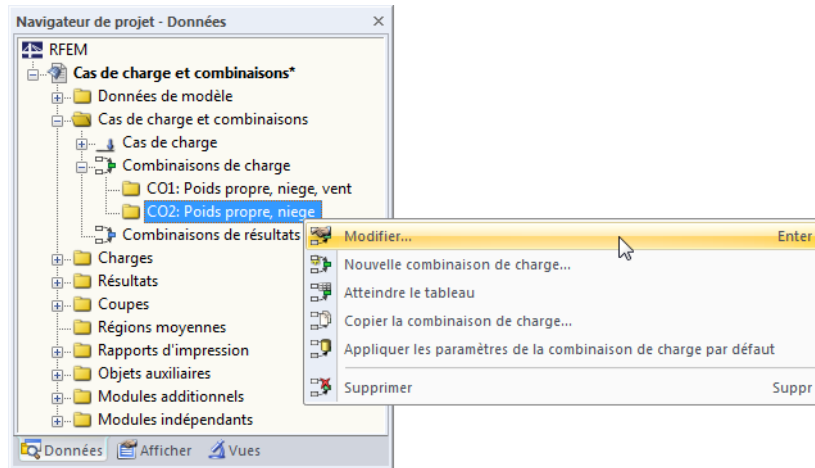 Navigateur de projet - Données
RFEM
Cas de charge et combinaisons*
Données de modèle
Cas de charge et combinaisons
Cas de charge
Combinaisons de charge
CO1: Poids propre, niege, vent
CO2: Poids propre, niege
Combinaisons de résultats
Charges
Résultats
Coupes
Régions moyennes
Rapports d'impression
Objets auxiliaires
Modules additionnels
Modules indépendants
Modifier... Enter
Nouvelle combinaison de charge...
Atteindre le tableau
Copier la combinaison de charge...
Appliquer les paramètres de la combinaison de charge par défaut
Supprimer Suppr
Données Afficher Vues